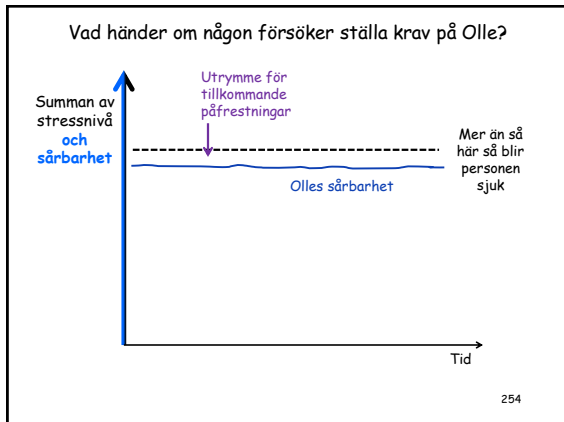 Vad händer om någon försöker ställa krav på Olle?
Utrymme för
tillkommande
påfrestningar
Summan av
stressnivå
och
sårbarhet
Mer än så
här så blir
personen
sjuk
Olles sårbarhet
Tid
254